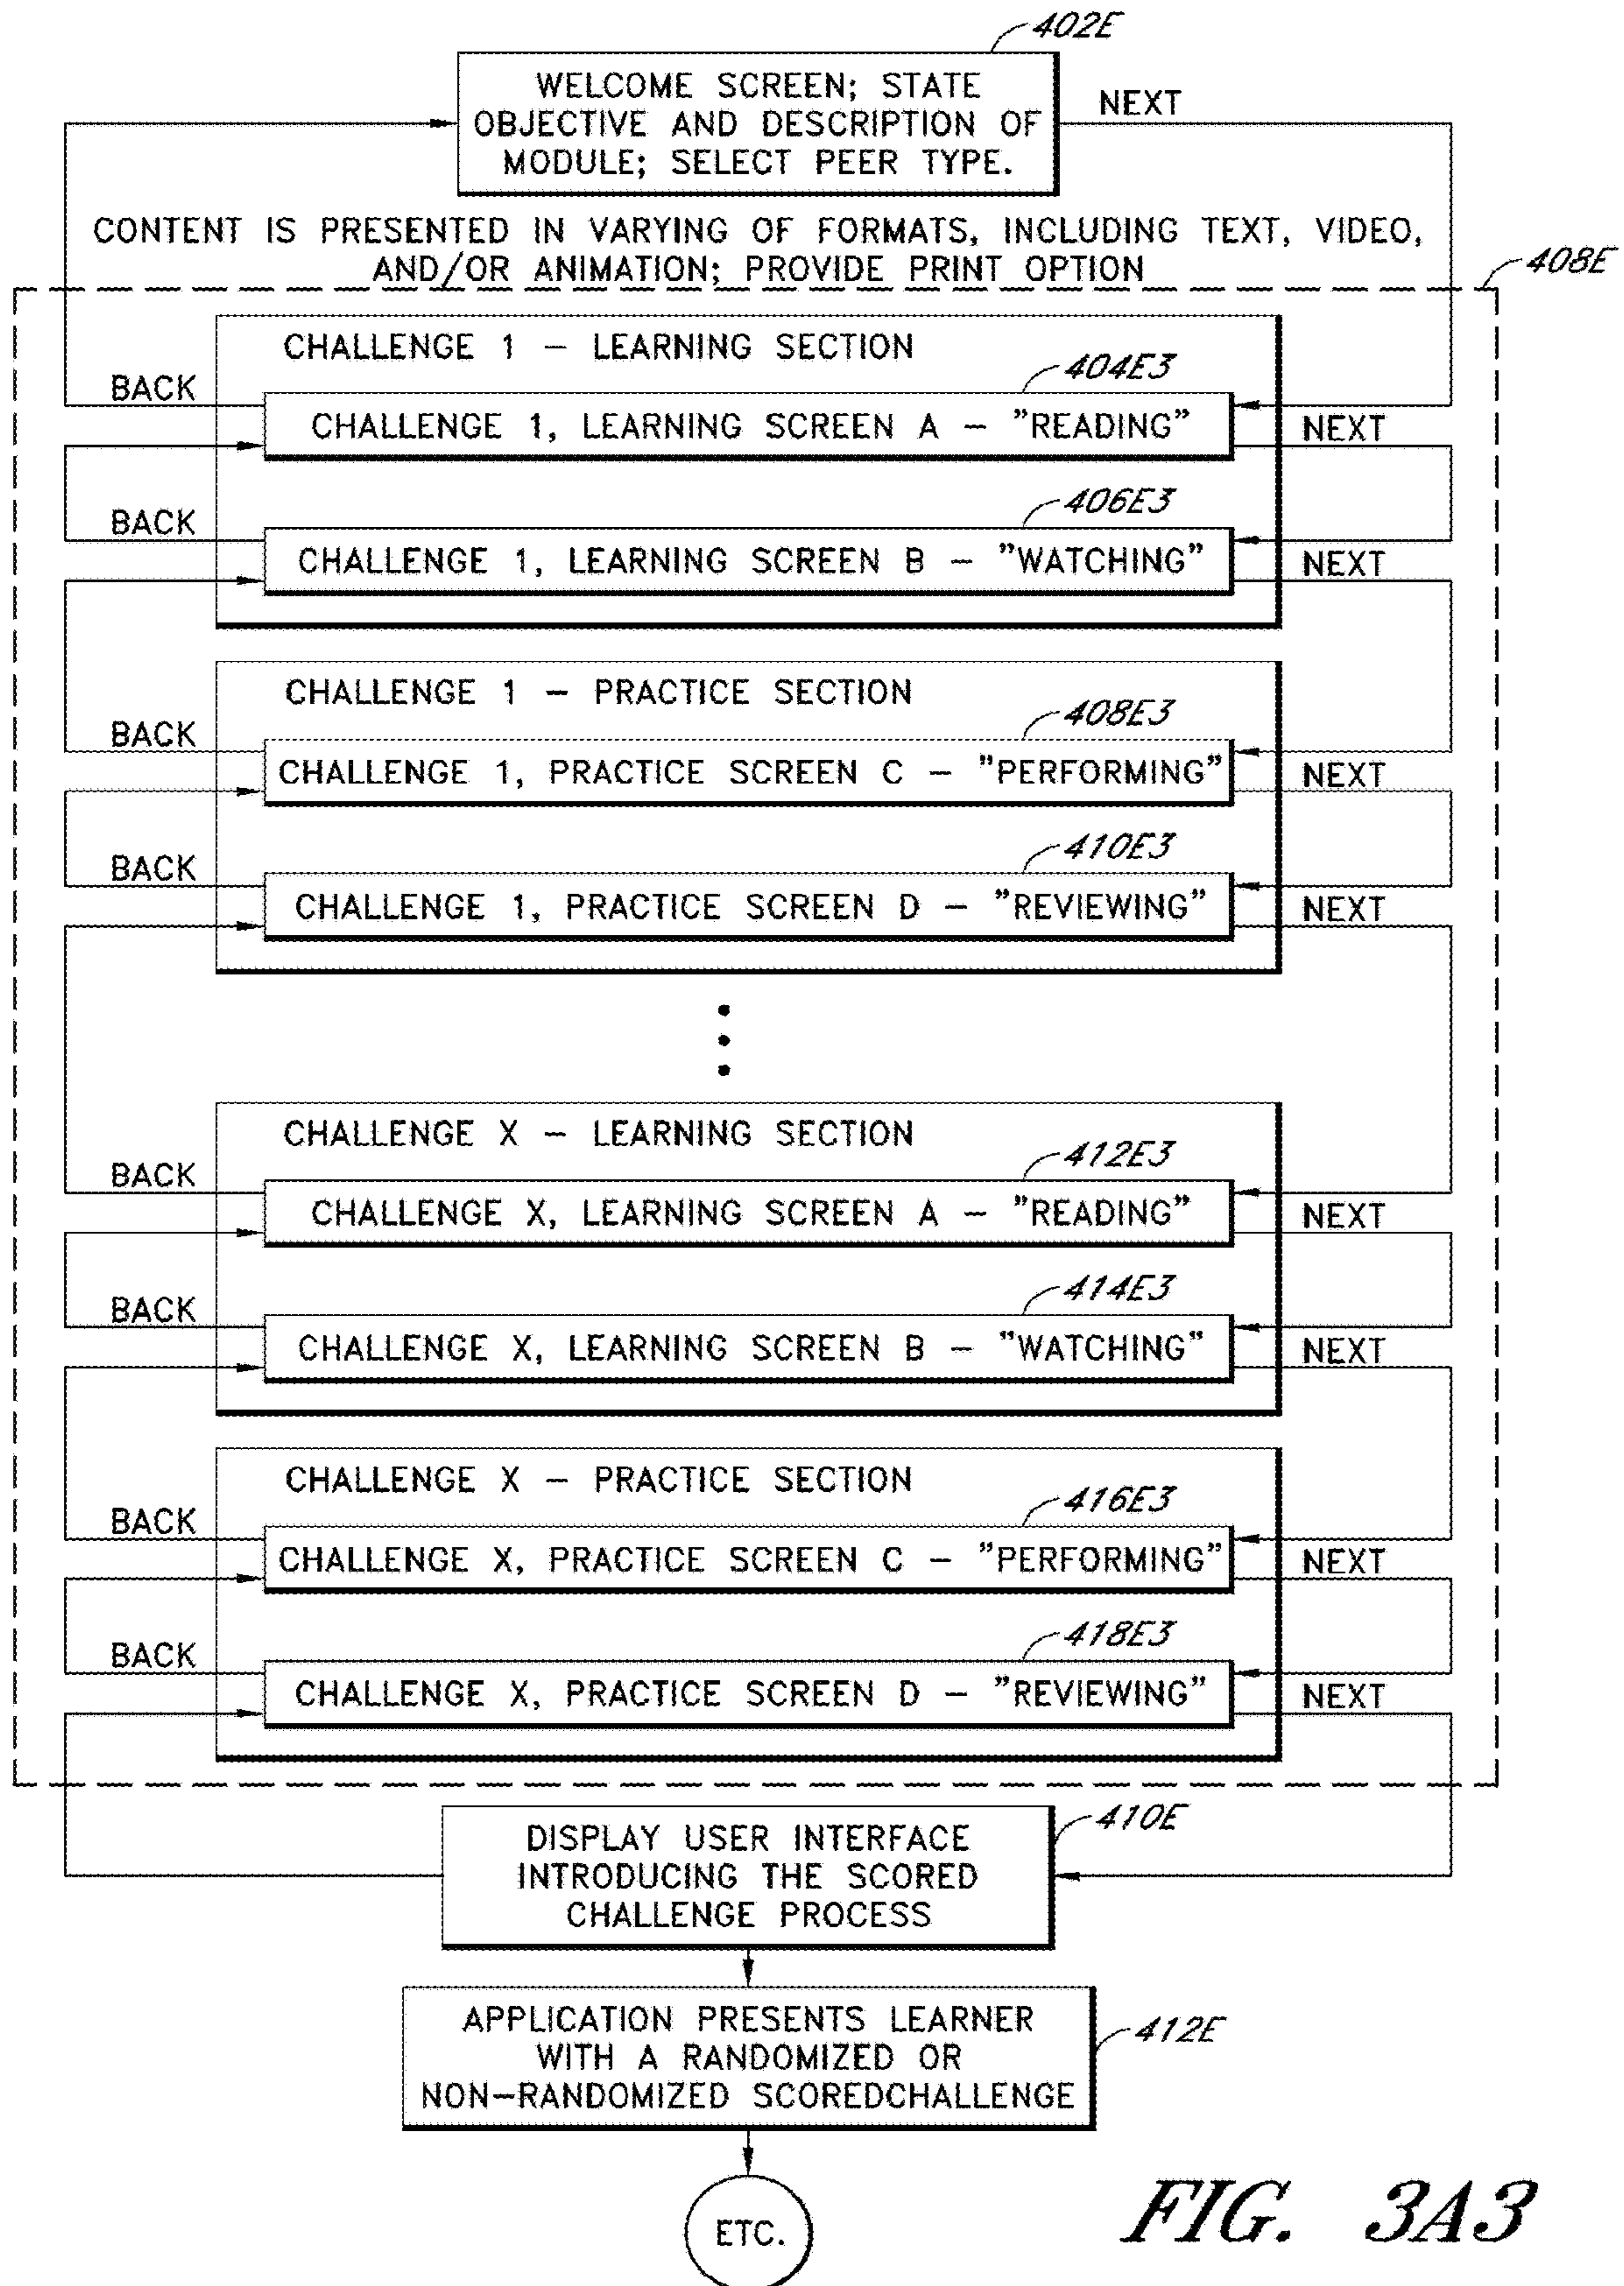 402E
WELCOME SCREEN; STATE
OBJECTIVE AND DESCRIPTION OF
MODULE; SELECT PEER TYPE.
NEXT
CONTENT IS PRESENTED IN VARYING OF FORMATS, INCLUDING TEXT, VIDEO,
AND/OR ANIMATION; PROVIDE PRINT OPTION
408E
CHALLENGE 1 – LEARNING SECTION
404E3
BACK
CHALLENGE 1, LEARNING SCREEN A – "READING"
NEXT
406E3
BACK
CHALLENGE 1, LEARNING SCREEN B – "WATCHING"
NEXT
CHALLENGE 1 – PRACTICE SECTION
408E3
BACK
CHALLENGE 1, PRACTICE SCREEN C – "PERFORMING"
NEXT
410E3
BACK
CHALLENGE 1, PRACTICE SCREEN D – "REVIEWING"
NEXT
CHALLENGE X – LEARNING SECTION
412E3
BACK
CHALLENGE X, LEARNING SCREEN A – "READING"
NEXT
414E3
BACK
CHALLENGE X, LEARNING SCREEN B – "WATCHING"
NEXT
CHALLENGE X – PRACTICE SECTION
416E3
BACK
CHALLENGE X, PRACTICE SCREEN C – "PERFORMING"
NEXT
418E3
BACK
CHALLENGE X, PRACTICE SCREEN D – "REVIEWING"
NEXT
410E
DISPLAY USER INTERFACE
INTRODUCING THE SCORED
CHALLENGE PROCESS
412E
APPLICATION PRESENTS LEARNER
WITH A RANDOMIZED OR
NON–RANDOMIZED SCOREDCHALLENGE
ETC.
FIG. 3A3